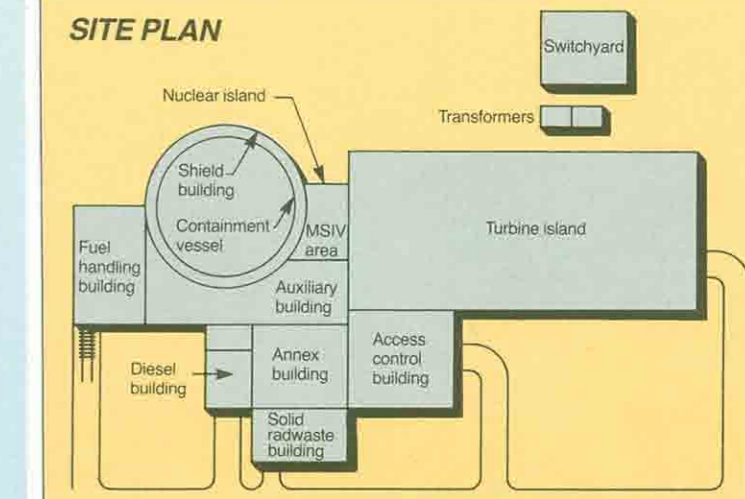 SITE PLAN
Switchyard
Nuclear island
Transformers
Shield
building
Containment
vessel
MSIV
area
Turbine island
Fuel
handling
building
Auxiliary
building
Diesel
building
Annex
building
Access
control
building
Solid
radwaste
building